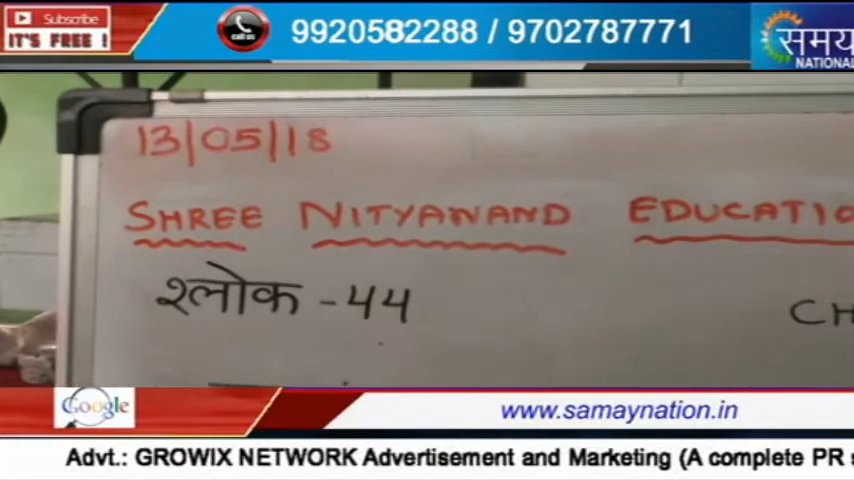 Subscribe
IT'S FREE !
call us
9920582288 / 9702787771
समय
NATIONAL
13/05/18
SHREE NITYANAND EDUCATIO
श्लोक - 44
CH
Google
www.samaynation.in
Advt.: GROWIX NETWORK Advertisement and Marketing (A complete PR s